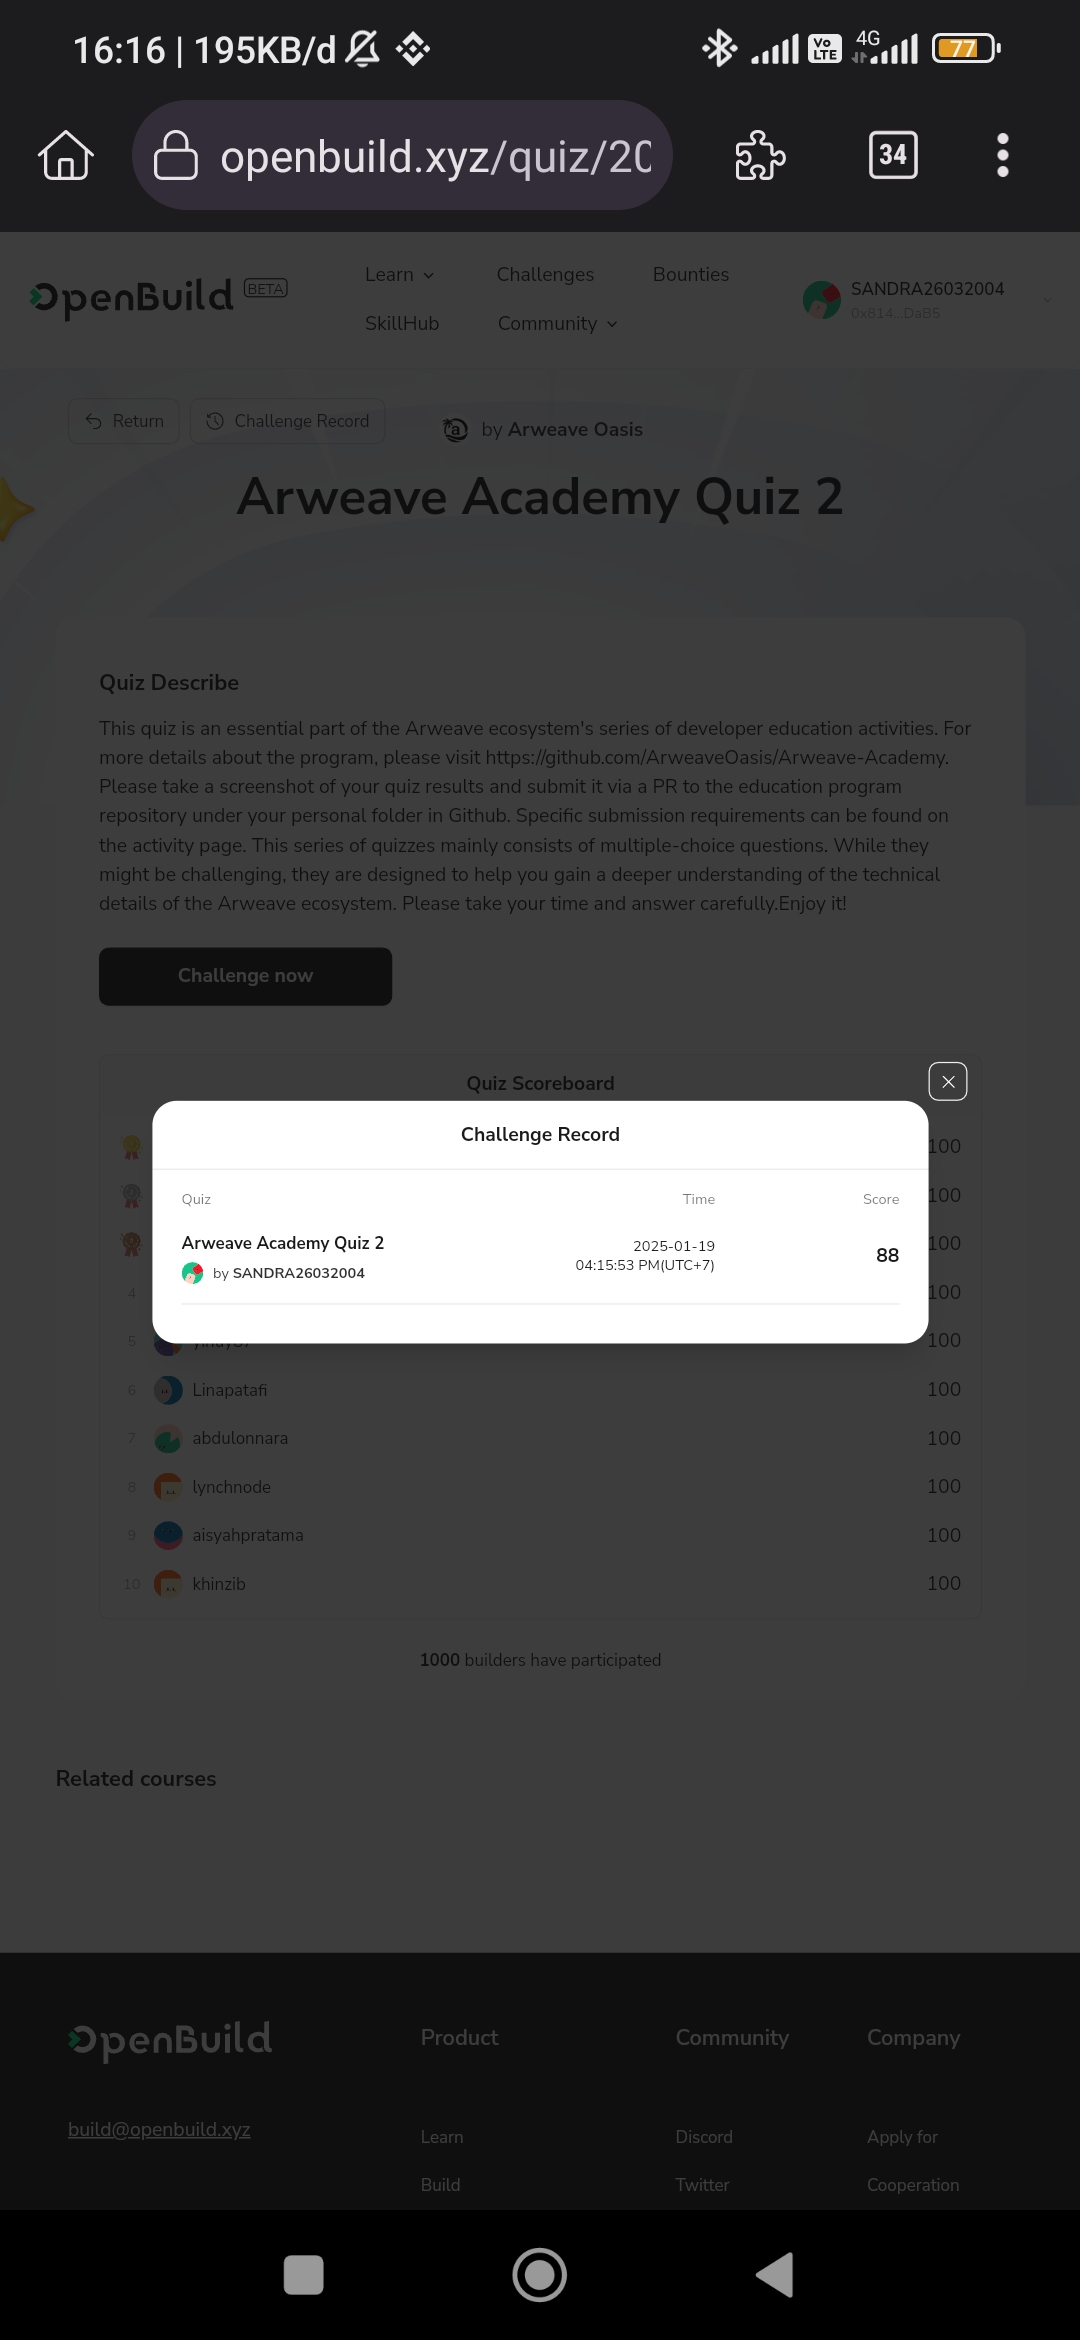 16:16 | 195KB/d
Vo LTE
4G
77
openbuild.xyz/quiz/20
34
OpenBuild BETA
Learn
Challenges
Bounties
SkillHub
Community
SANDRA26032004
0x814...DaB5
Return
Challenge Record
by Arweave Oasis
Arweave Academy Quiz 2
Quiz Describe
This quiz is an essential part of the Arweave ecosystem's series of developer education activities. For
more details about the program, please visit https://github.com/ArweaveOasis/Arweave-Academy.
Please take a screenshot of your quiz results and submit it via a PR to the education program
repository under your personal folder in Github. Specific submission requirements can be found on
the activity page. This series of quizzes mainly consists of multiple-choice questions. While they
might be challenging, they are designed to help you gain a deeper understanding of the technical
details of the Arweave ecosystem. Please take your time and answer carefully.Enjoy it!
Challenge now
Quiz Scoreboard
Challenge Record
Quiz Time Score
Arweave Academy Quiz 2
by SANDRA26032004
2025-01-19
04:15:53 PM(UTC+7)
88
100
100
100
4 100
5 100
6 Linapatafi 100
7 abdulonnara 100
8 lynchnode 100
9 aisyahpratama 100
10 khinzib 100
1000 builders have participated
Related courses
OpenBuild
build@openbuild.xyz
Product
Learn
Build
Community
Discord
Twitter
Company
Apply for
Cooperation